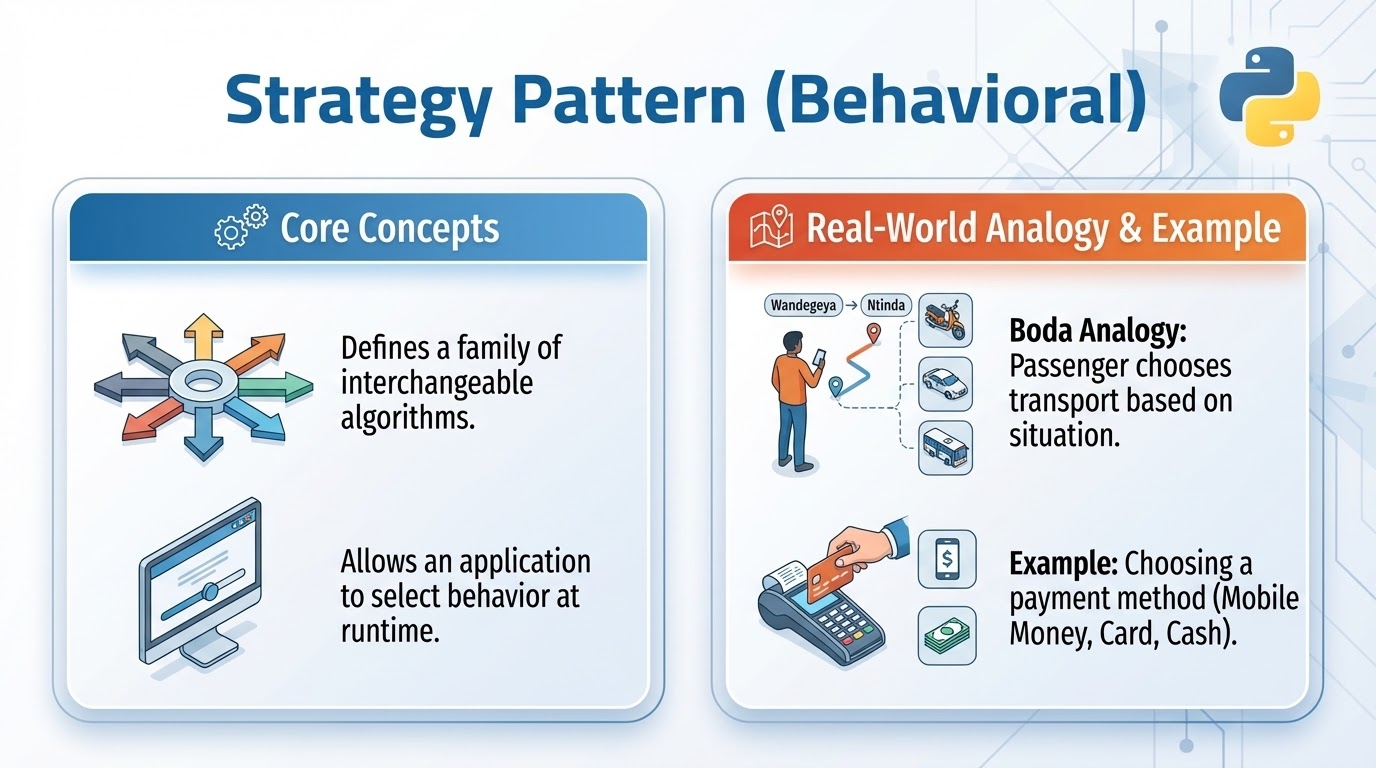 Strategy Pattern (Behavioral)
Core Concepts
Defines a family of
interchangeable
algorithms.
Allows an application
to select behavior at
runtime.
Real-World Analogy & Example
Wandegeya → Ntinda
Boda Analogy:
Passenger chooses
transport based on
situation.
$
Example: Choosing a
payment method (Mobile
Money, Card, Cash).